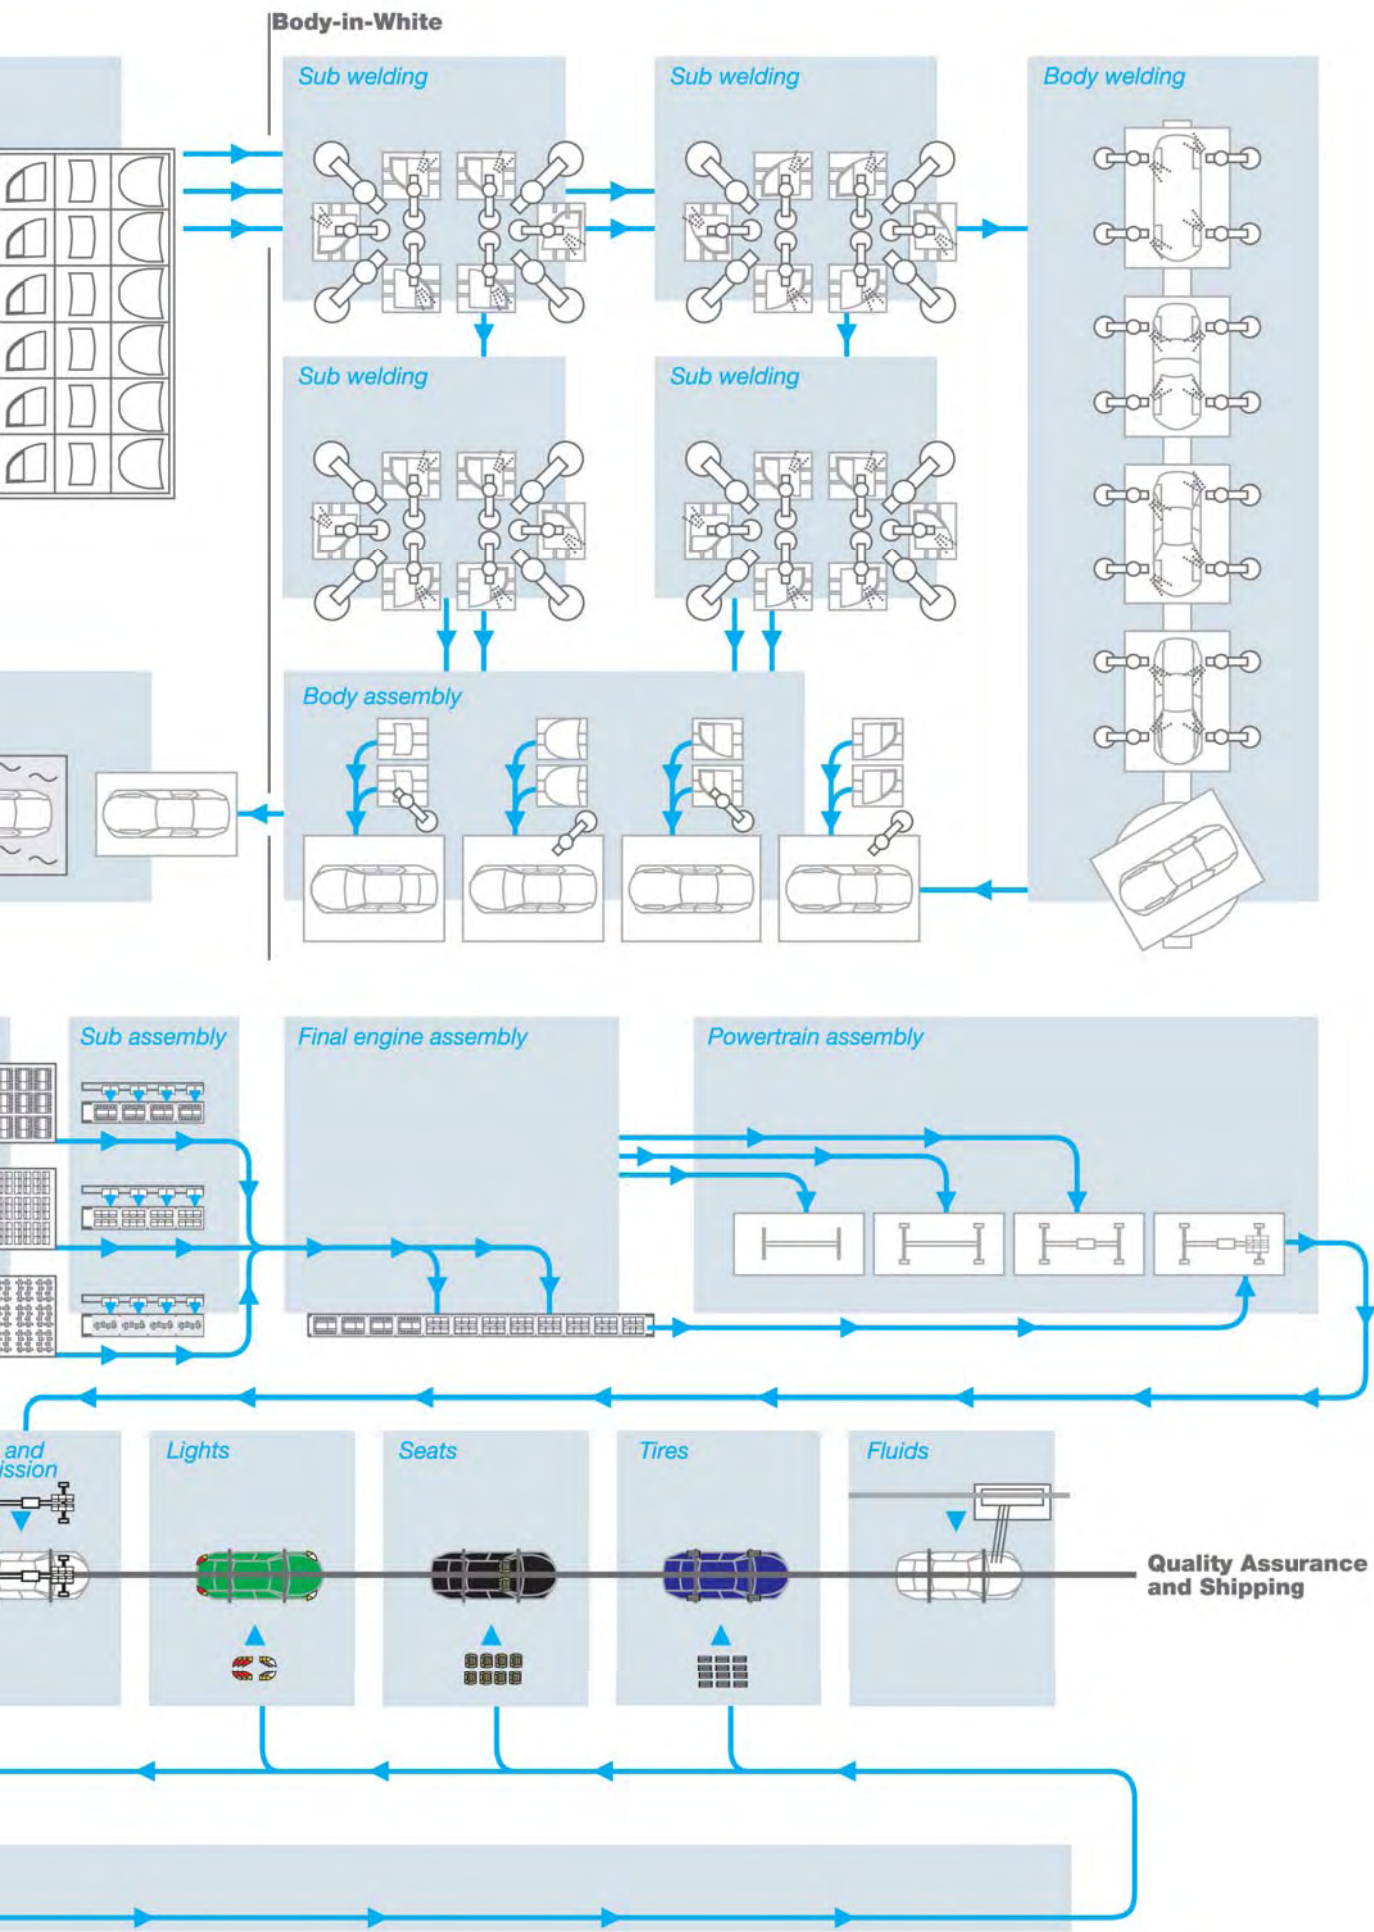 Body-in-White
Sub welding
Sub welding
Body welding
Sub welding
Sub welding
Body assembly
Sub assembly
Final engine assembly
Powertrain assembly
and
ission
Lights
Seats
Tires
Fluids
Quality Assurance
and Shipping